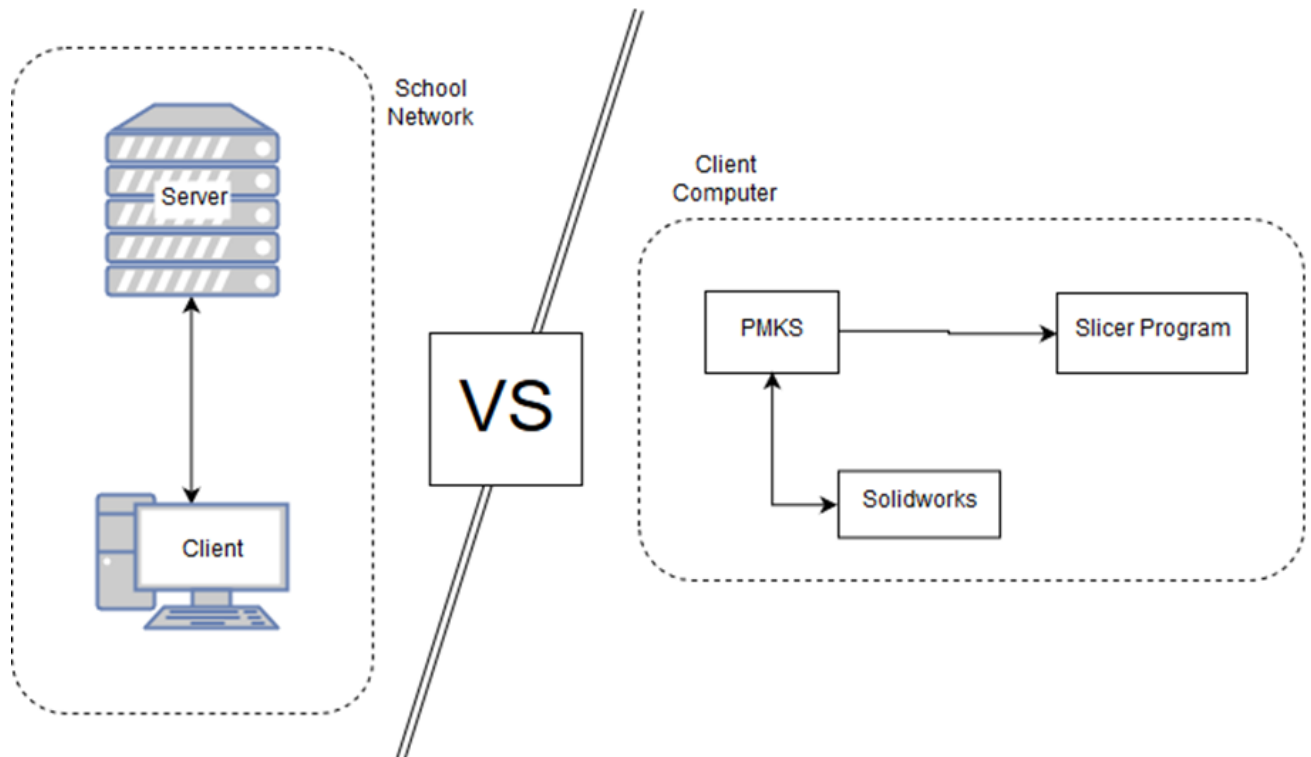 School
Network
Server
Client
VS
Client
Computer
PMKS
Slicer Program
Solidworks